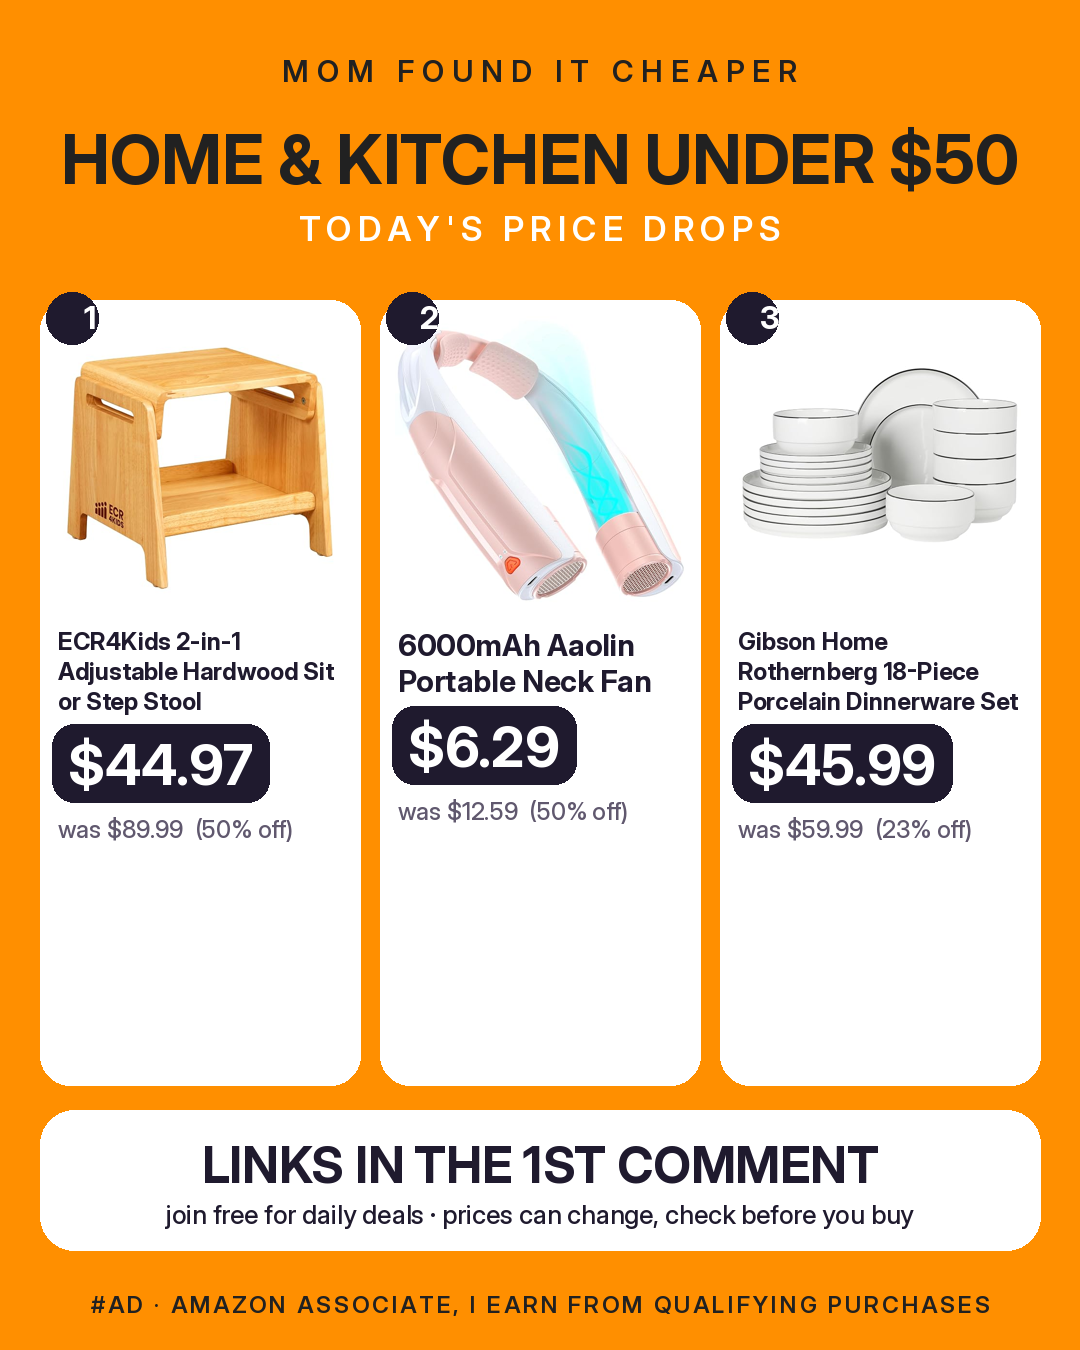 MOM FOUND IT CHEAPER
HOME & KITCHEN UNDER $50
TODAY'S PRICE DROPS
1
ECR
4KIDS
ECR4Kids 2-in-1
Adjustable Hardwood Sit
or Step Stool
$44.97
was $89.99 (50% off)
2
6000mAh Aaolin
Portable Neck Fan
$6.29
was $12.59 (50% off)
3
Gibson Home
Rothernberg 18-Piece
Porcelain Dinnerware Set
$45.99
was $59.99 (23% off)
LINKS IN THE 1ST COMMENT
join free for daily deals · prices can change, check before you buy
#AD · AMAZON ASSOCIATE, I EARN FROM QUALIFYING PURCHASES